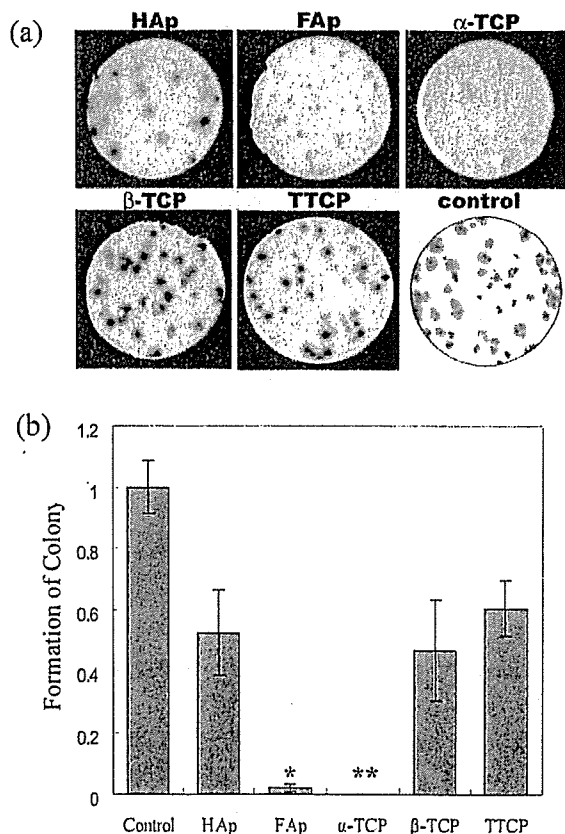 (a)
HAp FAp α-TCP
β-TCP TTCP control
(b)
1.2
1
0.8
0.6
0.4
0.2
0
Formation of Colony
* **
Control HAp FAp α-TCP β-TCP TTCP